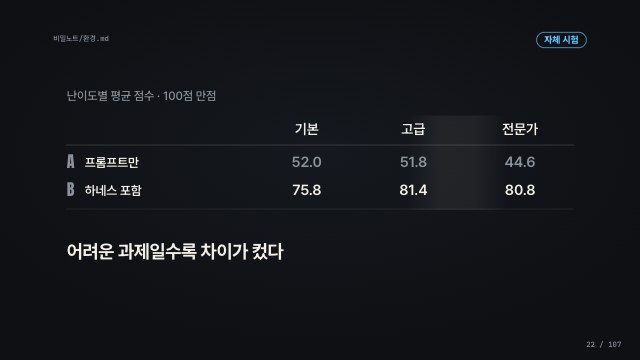 비밀노트/환경.md
자체 시험
난이도별 평균 점수 · 100점 만점
기본 고급 전문가
A 프롬프트만 52.0 51.8 44.6
B 하네스 포함 75.8 81.4 80.8
어려운 과제일수록 차이가 컸다
22 / 107